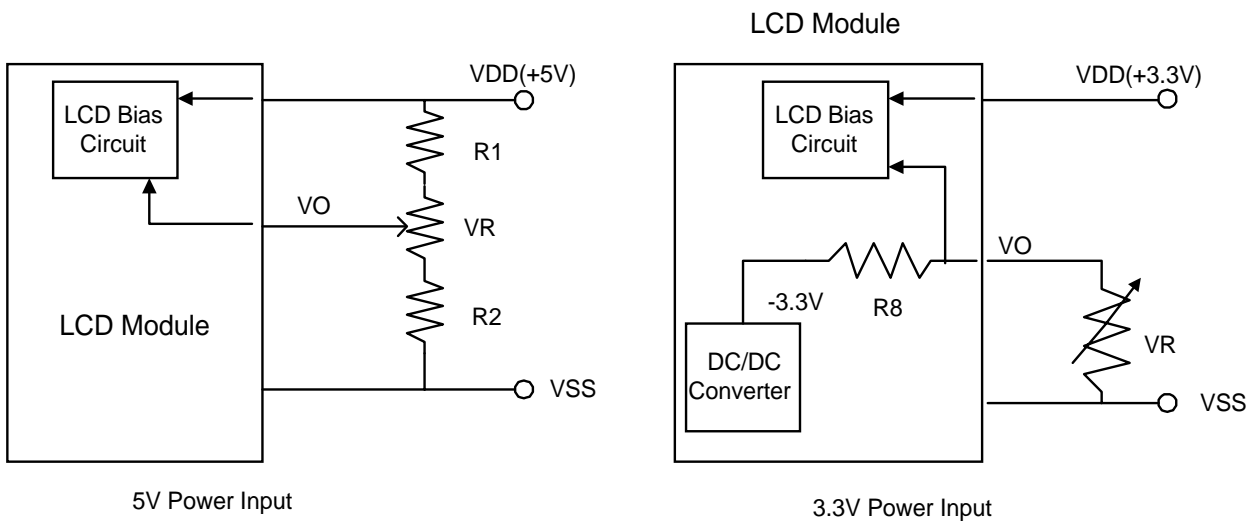 VDD(+5V)
LCD Bias
Circuit
R1
VO
VR
LCD Module
R2
VSS
5V Power Input
LCD Module
VDD(+3.3V)
LCD Bias
Circuit
VO
-3.3V
R8
VR
DC/DC
Converter
VSS
3.3V Power Input